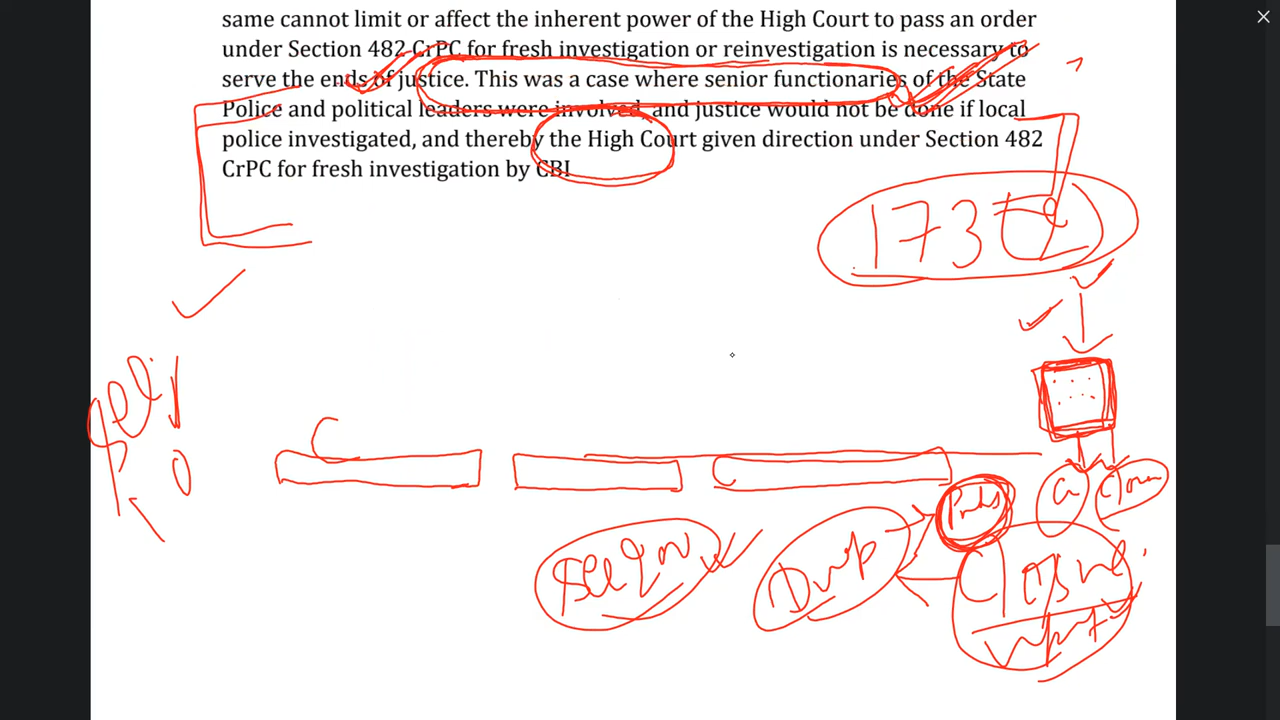 same cannot limit or affect the inherent power of the High Court to pass an order
under Section 482 CrPC for fresh investigation or reinvestigation is necessary to
serve the ends of justice. This was a case where senior functionaries of the State
Police and political leaders were involved, and justice would not be done if local
police investigated, and thereby the High Court given direction under Section 482
CrPC for fresh investigation by CBI
173
C
Closure